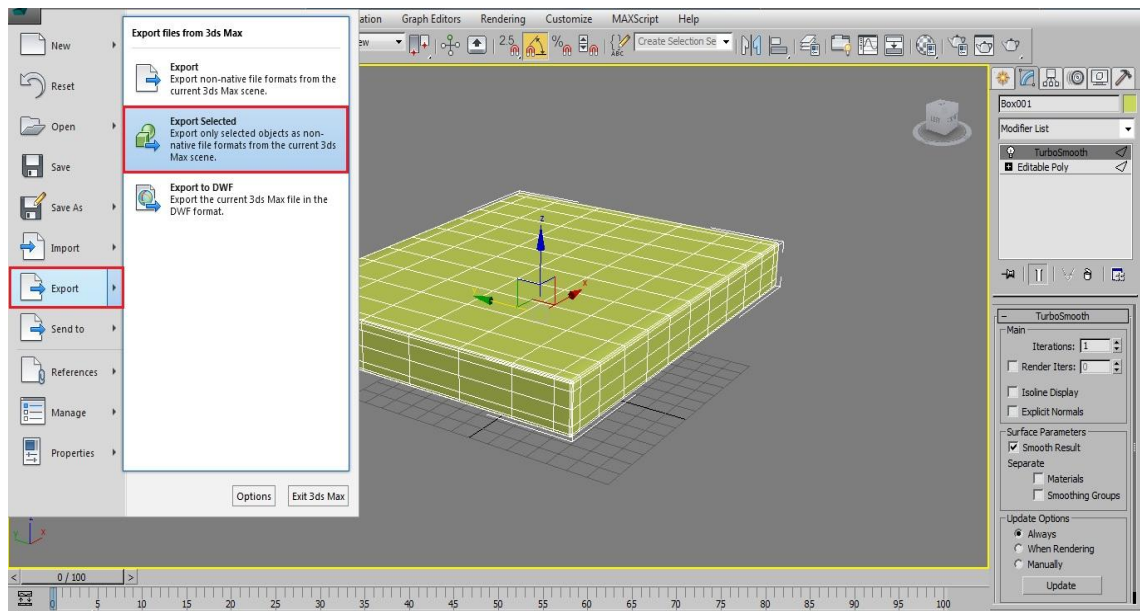 ation Graph Editors Rendering Customize MAXScript Help
ew 2.5 % ABC Create Selection Se
New
Reset
Open
Save
Save As
Import
Export
Send to
References
Manage
Properties
Export files from 3ds Max
Export
Export non-native file formats from the
current 3ds Max scene.
Export Selected
Export only selected objects as non-
native file formats from the current 3ds
Max scene.
Export to DWF
Export the current 3ds Max file in the
DWF format.
Options Exit 3ds Max
z
x
y
Box001
Modifier List
TurboSmooth
Editable Poly
TurboSmooth
Main
Iterations: 1
Render Iters: 0
Isoline Display
Explicit Normals
Surface Parameters
Smooth Result
Separate
Materials
Smoothing Groups
Update Options
Always
When Rendering
Manually
Update
y x
< 0 / 100 >
0 5 10 15 20 25 30 35 40 45 50 55 60 65 70 75 80 85 90 95 100